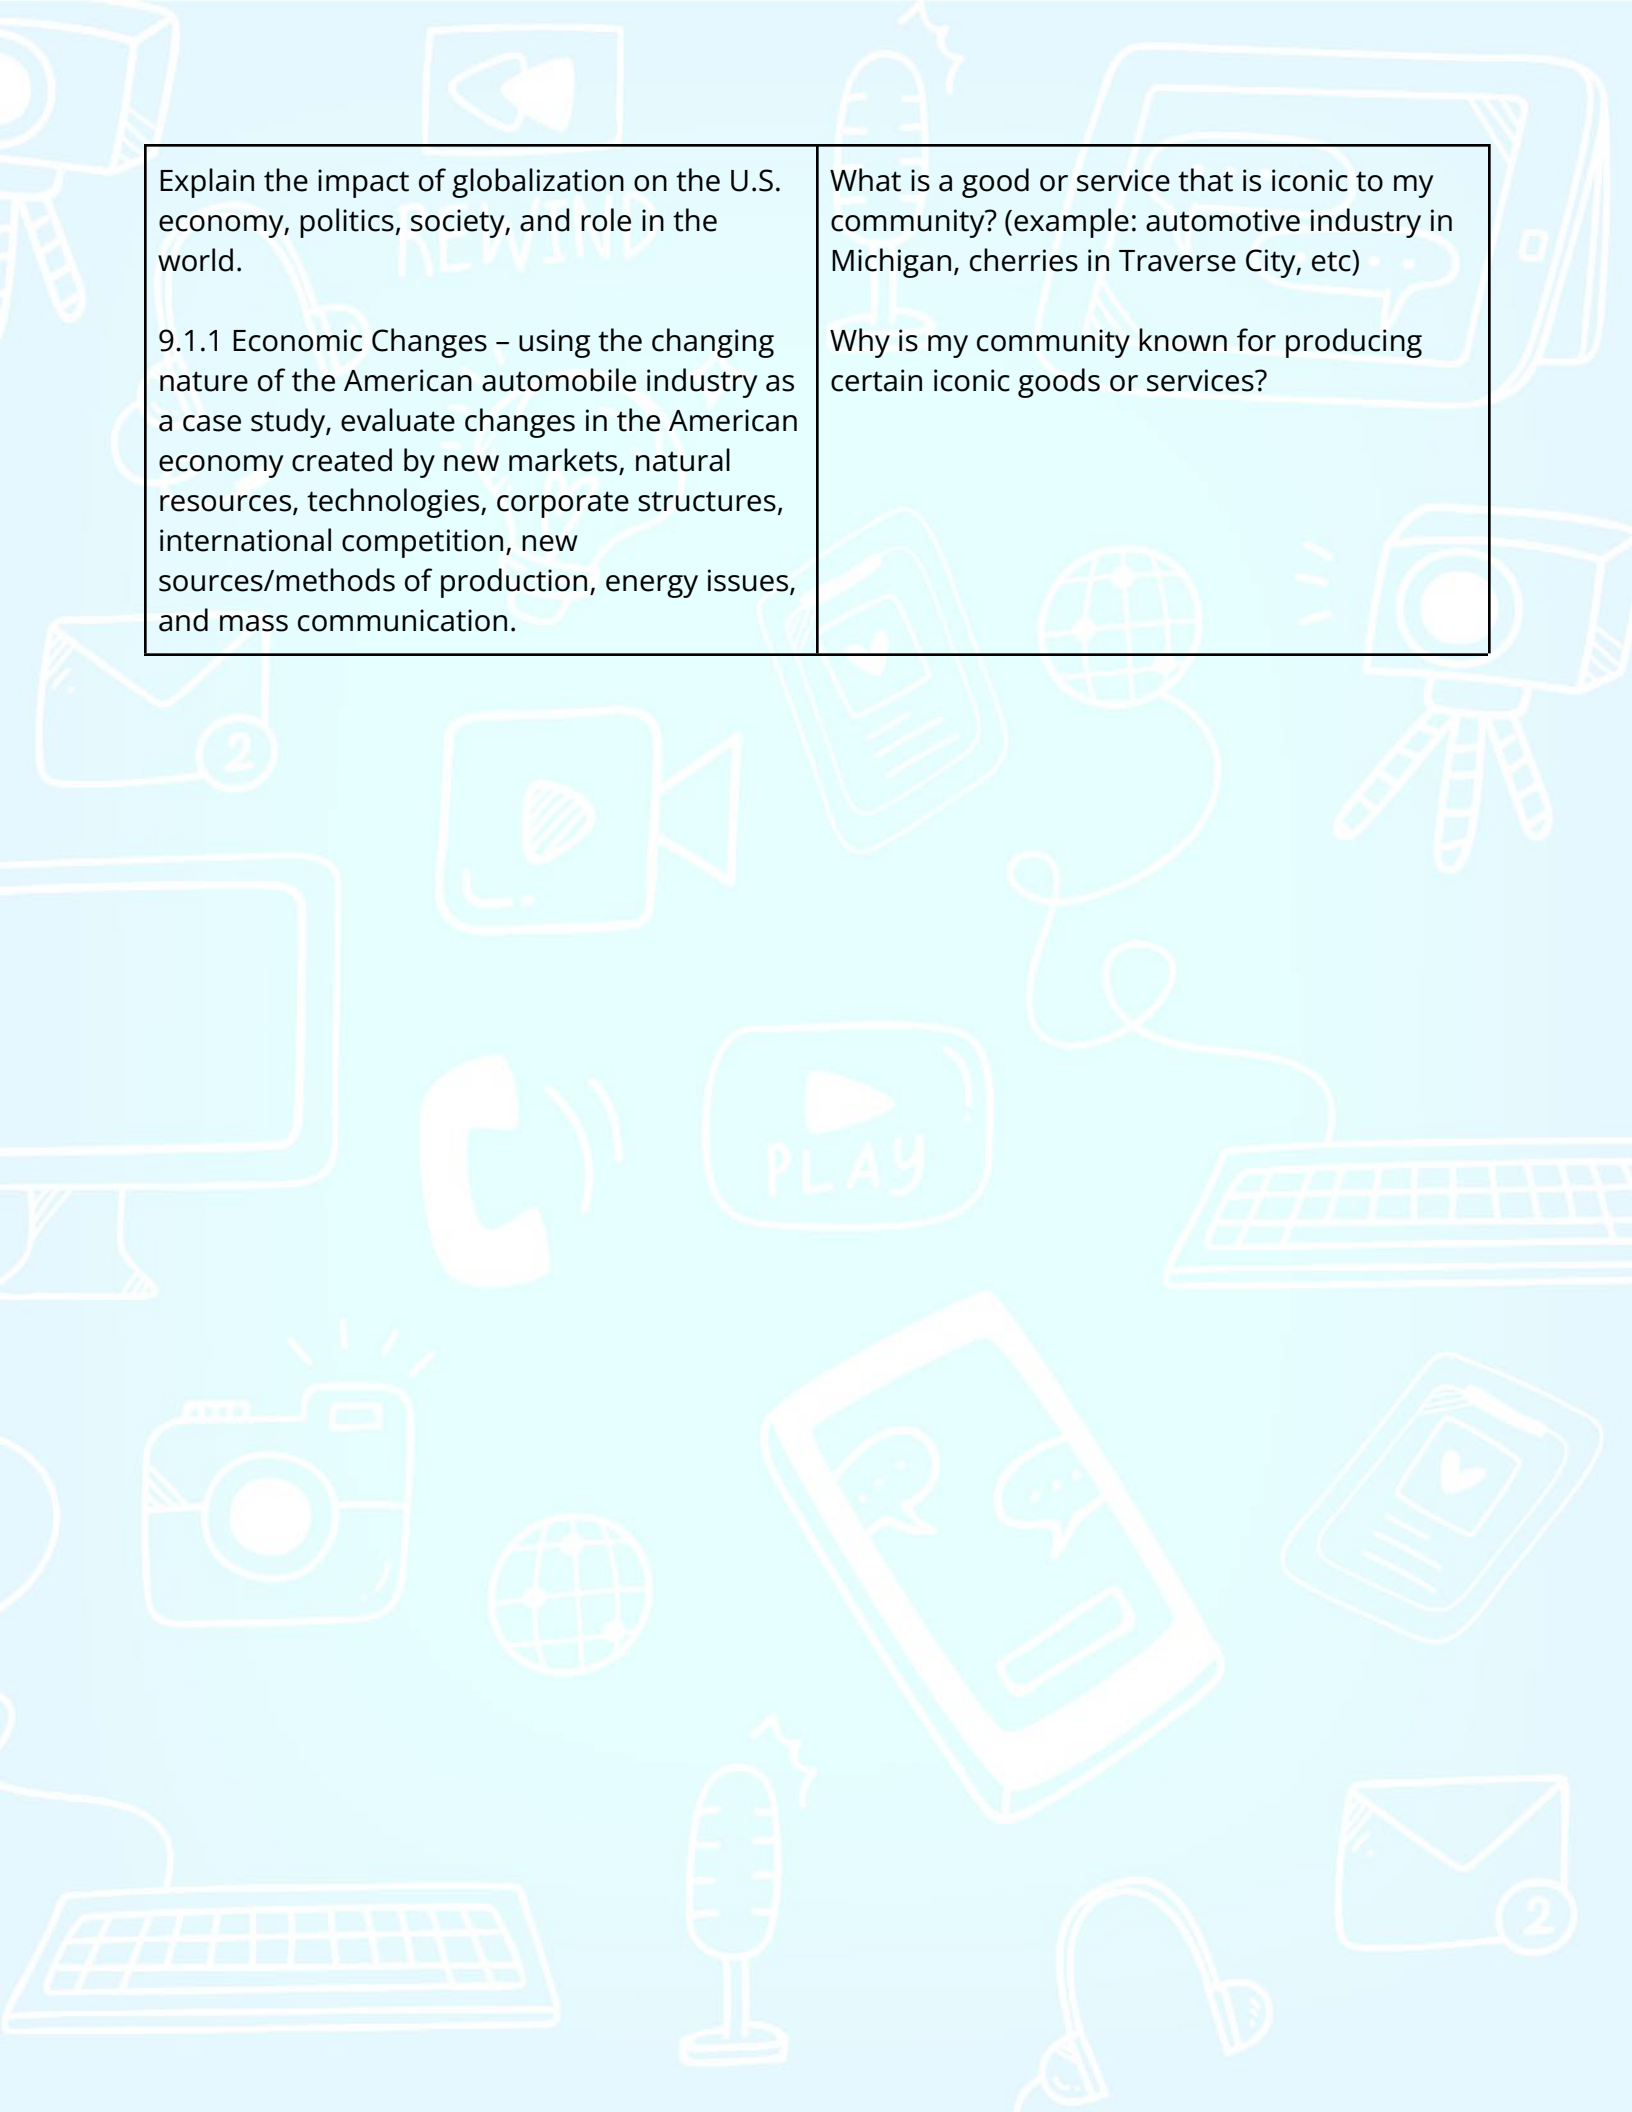 REWIND
Explain the impact of globalization on the U.S.
economy, politics, society, and role in the
world.
9.1.1 Economic Changes – using the changing
nature of the American automobile industry as
a case study, evaluate changes in the American
economy created by new markets, natural
resources, technologies, corporate structures,
international competition, new
sources/methods of production, energy issues,
and mass communication.
What is a good or service that is iconic to my
community? (example: automotive industry in
Michigan, cherries in Traverse City, etc)
Why is my community known for producing
certain iconic goods or services?
2
PLAY
2